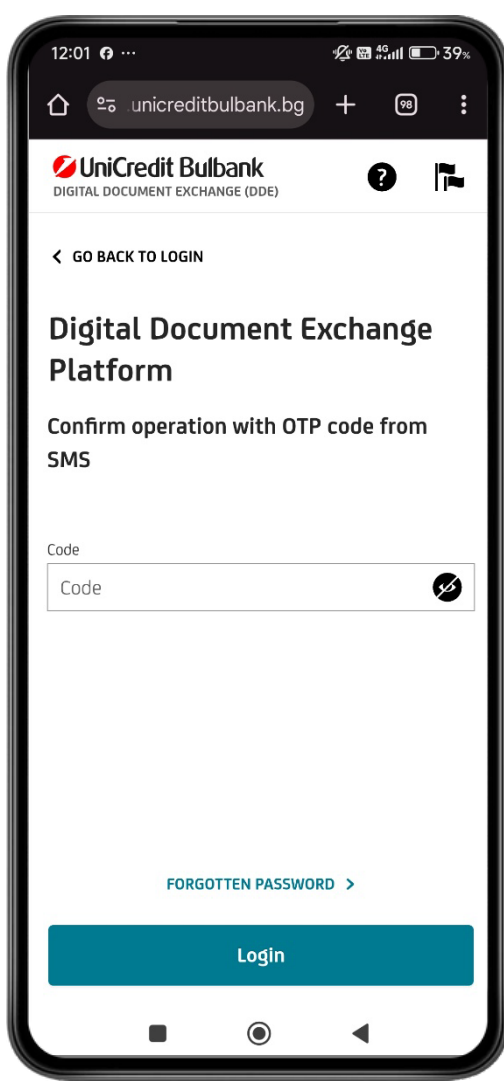 12:01
4G
39%
.unicreditbulbank.bg
98
UniCredit Bulbank
DIGITAL DOCUMENT EXCHANGE (DDE)
GO BACK TO LOGIN
Digital Document Exchange
Platform
Confirm operation with OTP code from
SMS
Code
Code
FORGOTTEN PASSWORD
Login